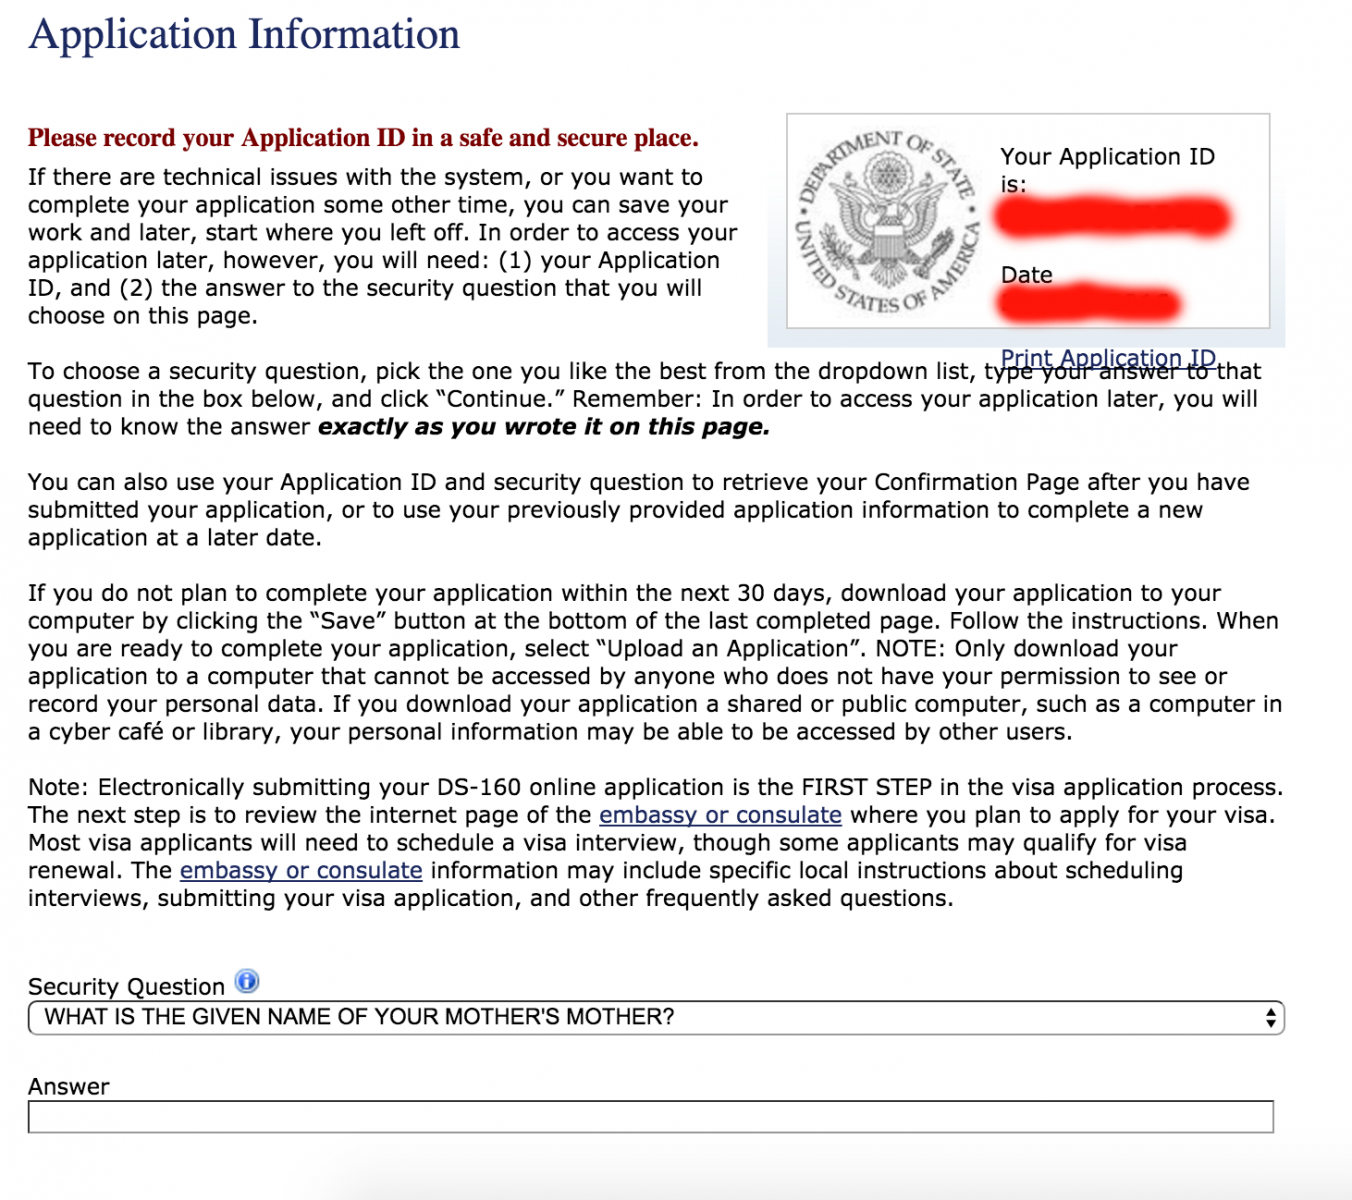 Application Information
Please record your Application ID in a safe and secure place.
If there are technical issues with the system, or you want to
complete your application some other time, you can save your
work and later, start where you left off. In order to access your
application later, however, you will need: (1) your Application
ID, and (2) the answer to the security question that you will
choose on this page.
DEPARTMENT OF STATE • UNITED STATES OF AMERICA •
Your Application ID
is:
Date
Print Application ID
To choose a security question, pick the one you like the best from the dropdown list, type your answer to that
question in the box below, and click “Continue.” Remember: In order to access your application later, you will
need to know the answer exactly as you wrote it on this page.
You can also use your Application ID and security question to retrieve your Confirmation Page after you have
submitted your application, or to use your previously provided application information to complete a new
application at a later date.
If you do not plan to complete your application within the next 30 days, download your application to your
computer by clicking the “Save” button at the bottom of the last completed page. Follow the instructions. When
you are ready to complete your application, select “Upload an Application”. NOTE: Only download your
application to a computer that cannot be accessed by anyone who does not have your permission to see or
record your personal data. If you download your application a shared or public computer, such as a computer in
a cyber café or library, your personal information may be able to be accessed by other users.
Note: Electronically submitting your DS-160 online application is the FIRST STEP in the visa application process.
The next step is to review the internet page of the embassy or consulate where you plan to apply for your visa.
Most visa applicants will need to schedule a visa interview, though some applicants may qualify for visa
renewal. The embassy or consulate information may include specific local instructions about scheduling
interviews, submitting your visa application, and other frequently asked questions.
Security Question
WHAT IS THE GIVEN NAME OF YOUR MOTHER'S MOTHER?
Answer